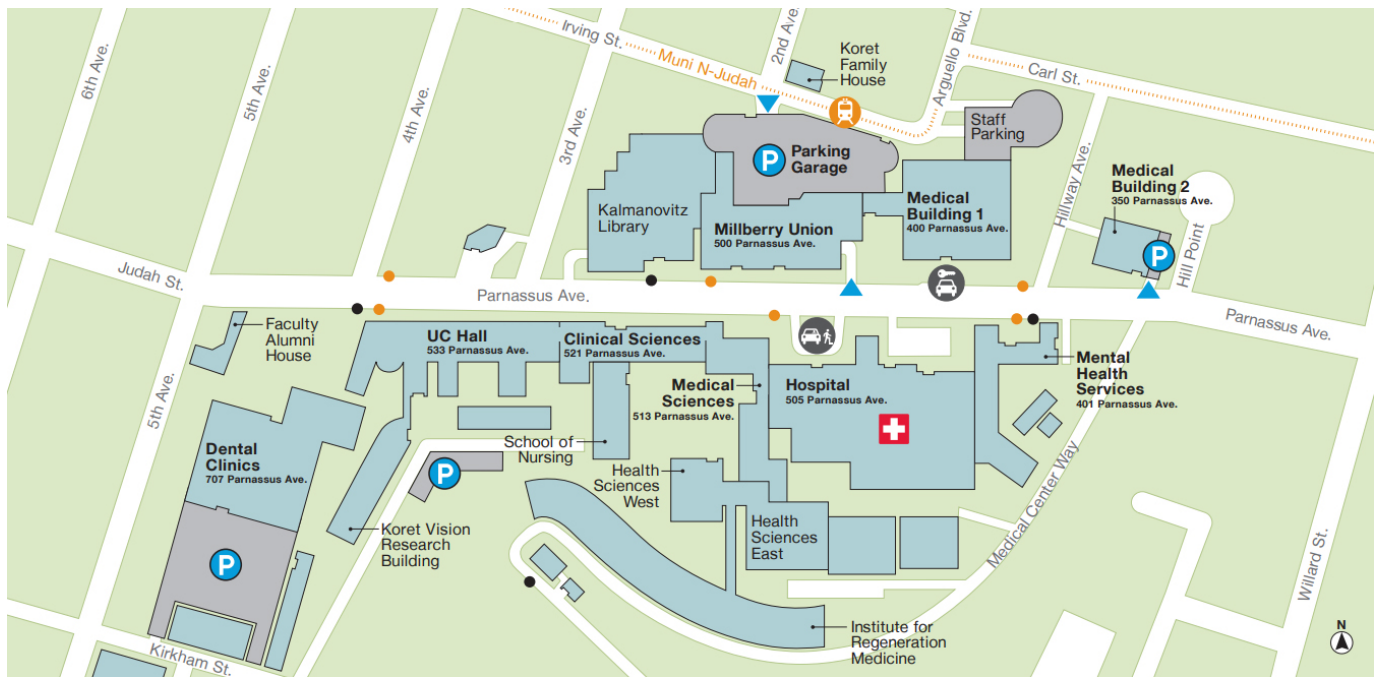 6th Ave.
5th Ave.
4th Ave.
3rd Ave.
Irving St.
Muni N-Judah
2nd Ave.
Koret
Family
House
Arguello Blvd.
Carl St.
Staff
Parking
P
Parking
Garage
Hillway Ave.
Medical
Building 2
350 Parnassus Ave.
P
Hill Point
Kalmanovitz
Library
Millberry Union
500 Parnassus Ave.
Medical
Building 1
400 Parnassus Ave.
Judah St.
Parnassus Ave.
Parnassus Ave.
Faculty
Alumni
House
UC Hall
533 Parnassus Ave.
Clinical Sciences
521 Parnassus Ave.
Medical
Sciences
513 Parnassus Ave.
Hospital
505 Parnassus Ave.
Mental
Health
Services
401 Parnassus Ave.
5th Ave.
Dental
Clinics
707 Parnassus Ave.
School of
Nursing
P
Health
Sciences
West
Koret Vision
Research
Building
Health
Sciences
East
Medical Center Way
Willard St.
P
Institute for
Regeneration
Medicine
Kirkham St.
N